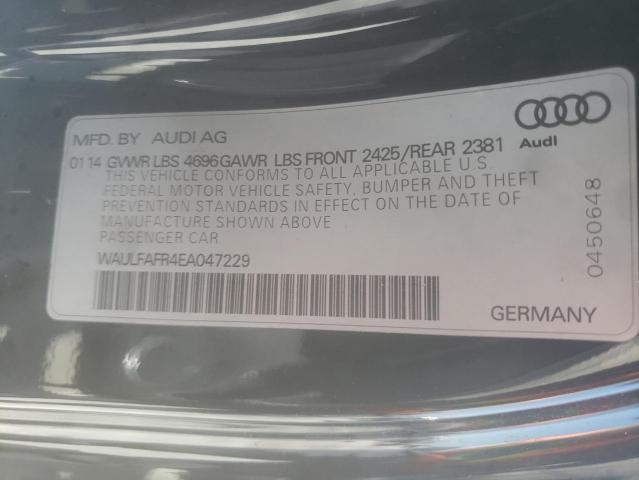 MFD. BY AUDI AG
0114 GVWR LBS 4696 GAWR LBS FRONT 2425/REAR 2381
THIS VEHICLE CONFORMS TO ALL APPLICABLE U.S.
FEDERAL MOTOR VEHICLE SAFETY, BUMPER AND THEFT
PREVENTION STANDARDS IN EFFECT ON THE DATE OF
MANUFACTURE SHOWN ABOVE
PASSENGER CAR
WAULFAFR4EA047229
Audi
0450648
GERMANY